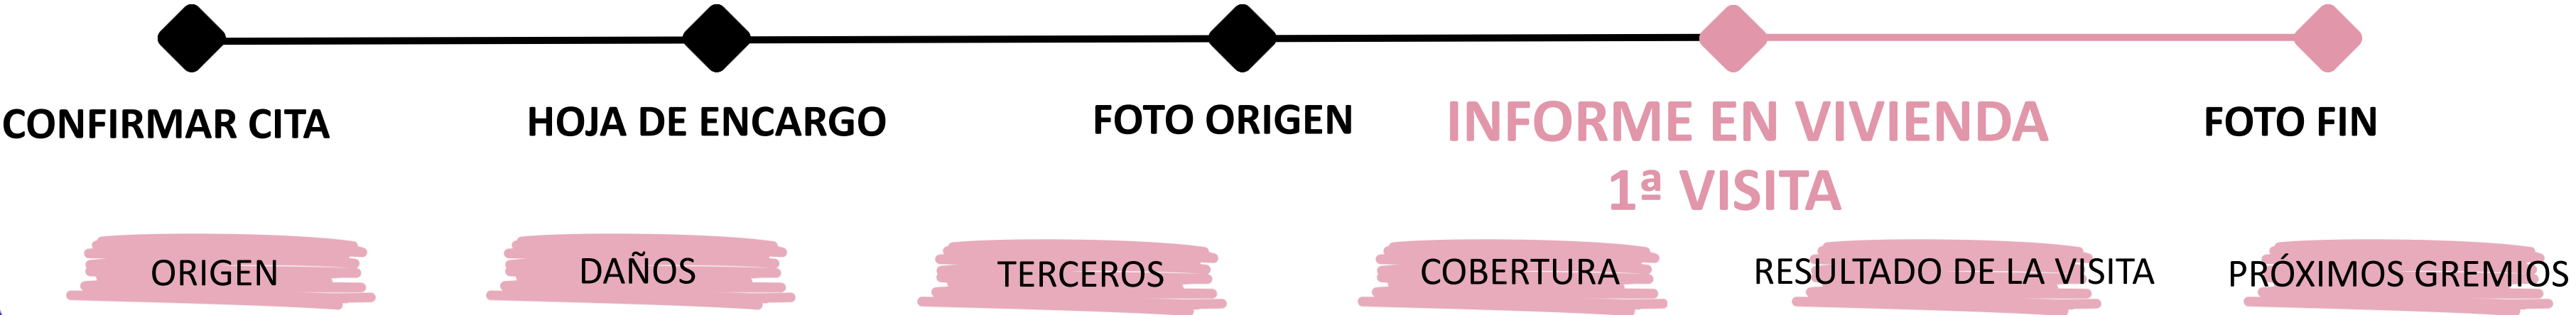 CONFIRMAR CITA
HOJA DE ENCARGO
FOTO ORIGEN
INFORME EN VIVIENDA
1ª VISITA
FOTO FIN
ORIGEN
DAÑOS
TERCEROS
COBERTURA
RESULTADO DE LA VISITA
PRÓXIMOS GREMIOS